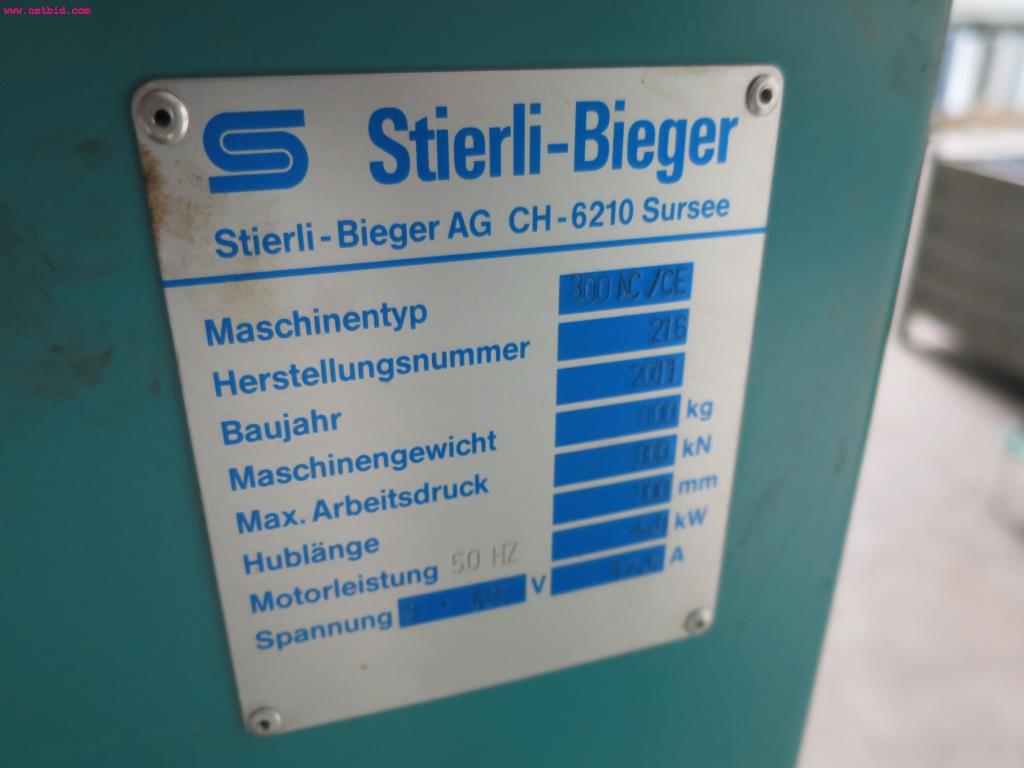 www.netbid.com
Stierli-Bieger
Stierli-Bieger AG CH-6210 Sursee
Maschinentyp 300 NC/CE
Herstellungsnummer 216
Baujahr 2011
Maschinengewicht 800 kg
Max. Arbeitsdruck 300 kN
Hublänge 300 mm
Motorleistung 50 HZ kW
Spannung V A